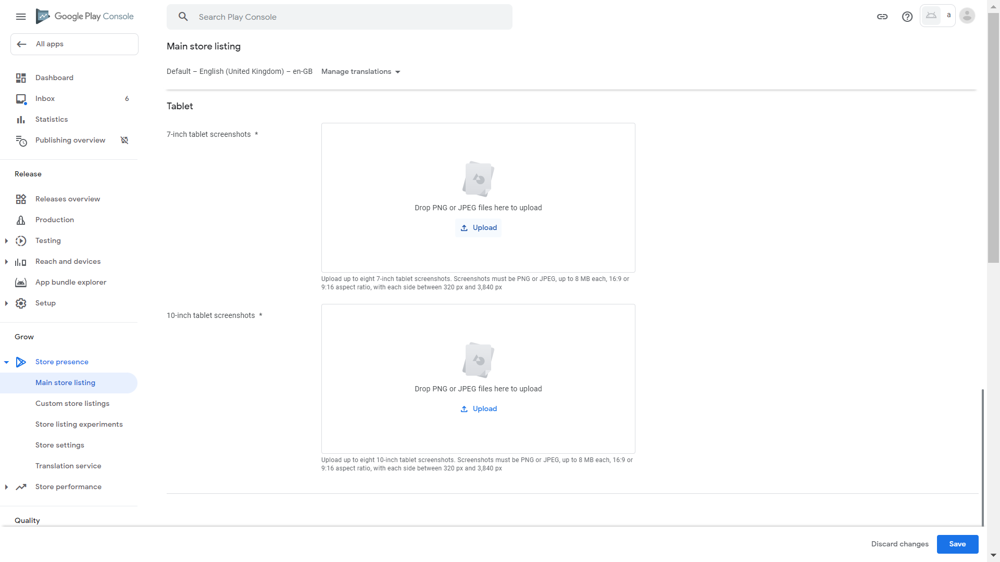 Google Play Console
Search Play Console
a
All apps
Dashboard
Inbox 6
Statistics
Publishing overview
Release
Releases overview
Production
Testing
Reach and devices
App bundle explorer
Setup
Grow
Store presence
Main store listing
Custom store listings
Store listing experiments
Store settings
Translation service
Store performance
Quality
Main store listing
Default – English (United Kingdom) – en-GB Manage translations
Tablet
7-inch tablet screenshots *
Drop PNG or JPEG files here to upload
Upload
Upload up to eight 7-inch tablet screenshots. Screenshots must be PNG or JPEG, up to 8 MB each, 16:9 or
9:16 aspect ratio, with each side between 320 px and 3,840 px
10-inch tablet screenshots *
Drop PNG or JPEG files here to upload
Upload
Upload up to eight 10-inch tablet screenshots. Screenshots must be PNG or JPEG, up to 8 MB each, 16:9 or
9:16 aspect ratio, with each side between 320 px and 3,840 px
Discard changes Save